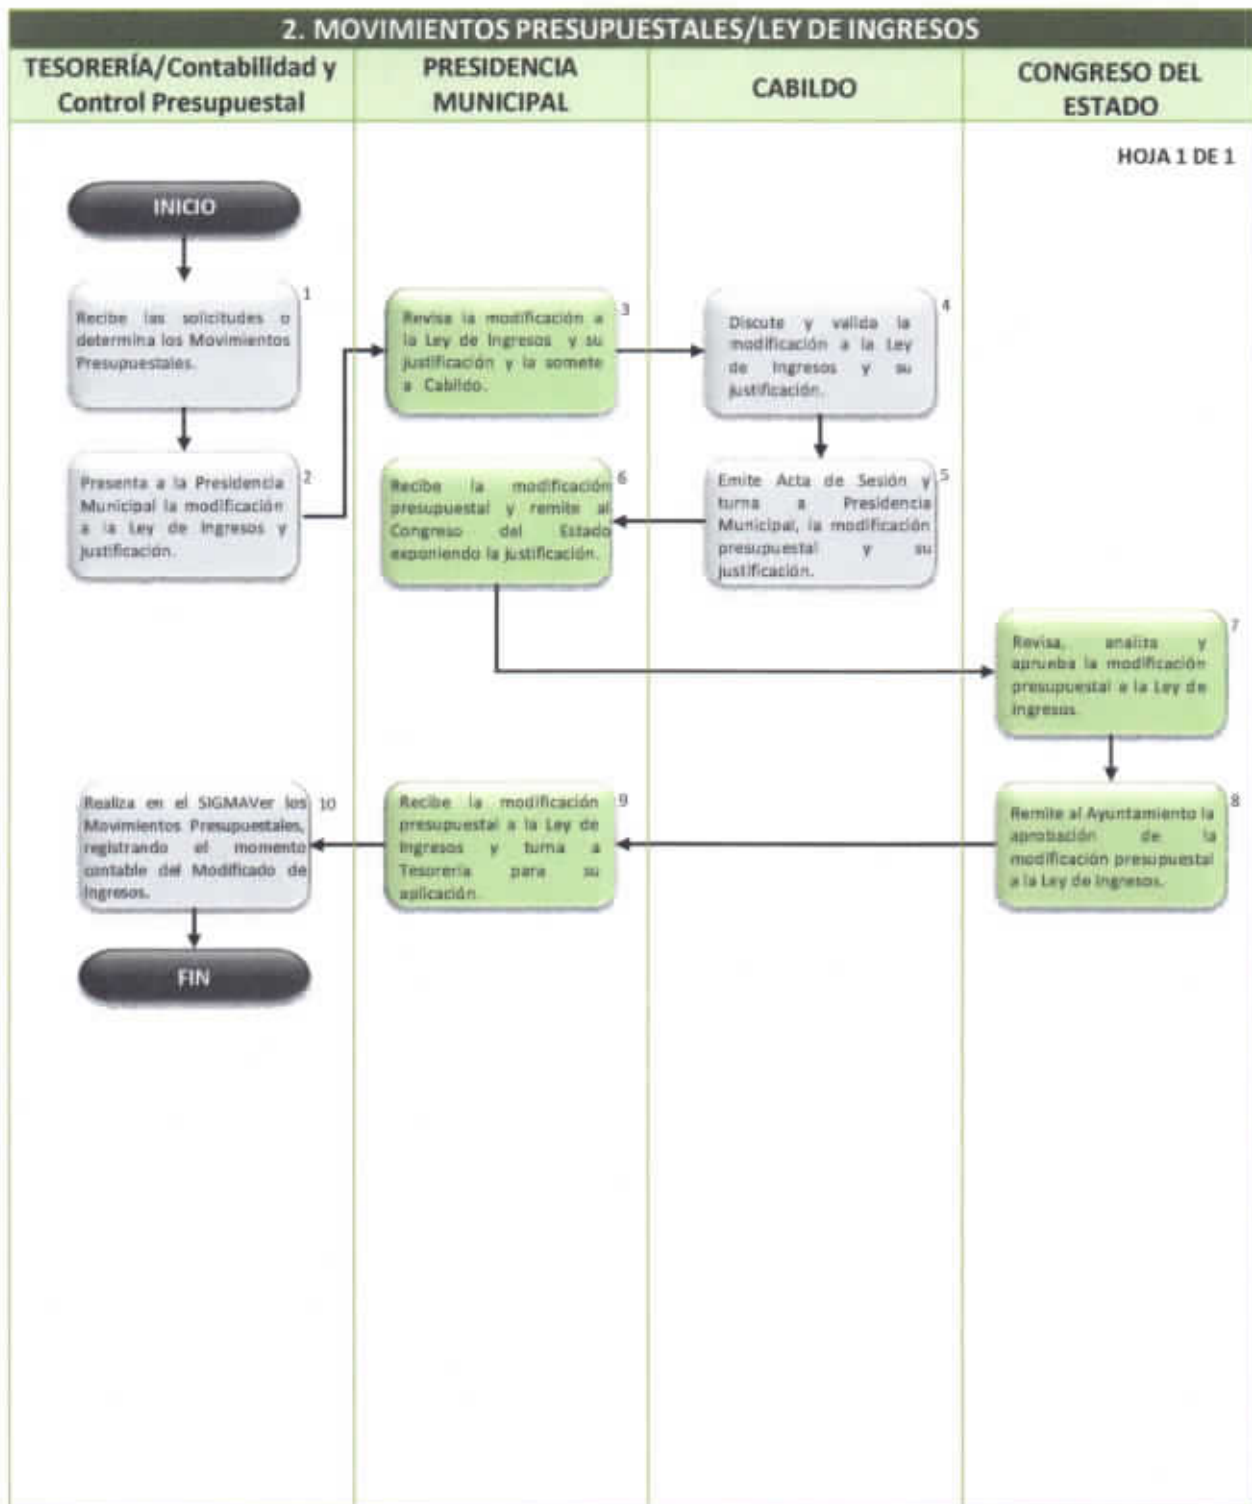 2. MOVIMIENTOS PRESUPUESTALES/LEY DE INGRESOS
TESORERÍA/Contabilidad y
Control Presupuestal
PRESIDENCIA
MUNICIPAL
CABILDO
CONGRESO DEL
ESTADO
HOJA 1 DE 1
INICIO
1
Recibe las solicitudes o
determina los Movimientos
Presupuestales.
2
Presenta a la Presidencia
Municipal la modificación
a la Ley de Ingresos y
justificación.
3
Revisa la modificación a
la Ley de Ingresos y su
justificación y la somete
a Cabildo.
4
Discute y valida la
modificación a la Ley
de Ingresos y su
justificación.
5
Emite Acta de Sesión y
turna a Presidencia
Municipal, la modificación
presupuestal y su
justificación.
6
Recibe la modificación
presupuestal y remite al
Congreso del Estado
exponiendo la justificación.
7
Revisa, analiza y
aprueba la modificación
presupuestal a la Ley de
ingresos.
8
Remite al Ayuntamiento la
aprobación de la
modificación presupuestal
a la Ley de Ingresos.
9
Recibe la modificación
presupuestal a la Ley de
Ingresos y turna a
Tesorería para su
aplicación.
10
Realiza en el SIGMAVer los
Movimientos Presupuestales,
registrando el momento
contable del Modificado de
Ingresos.
FIN